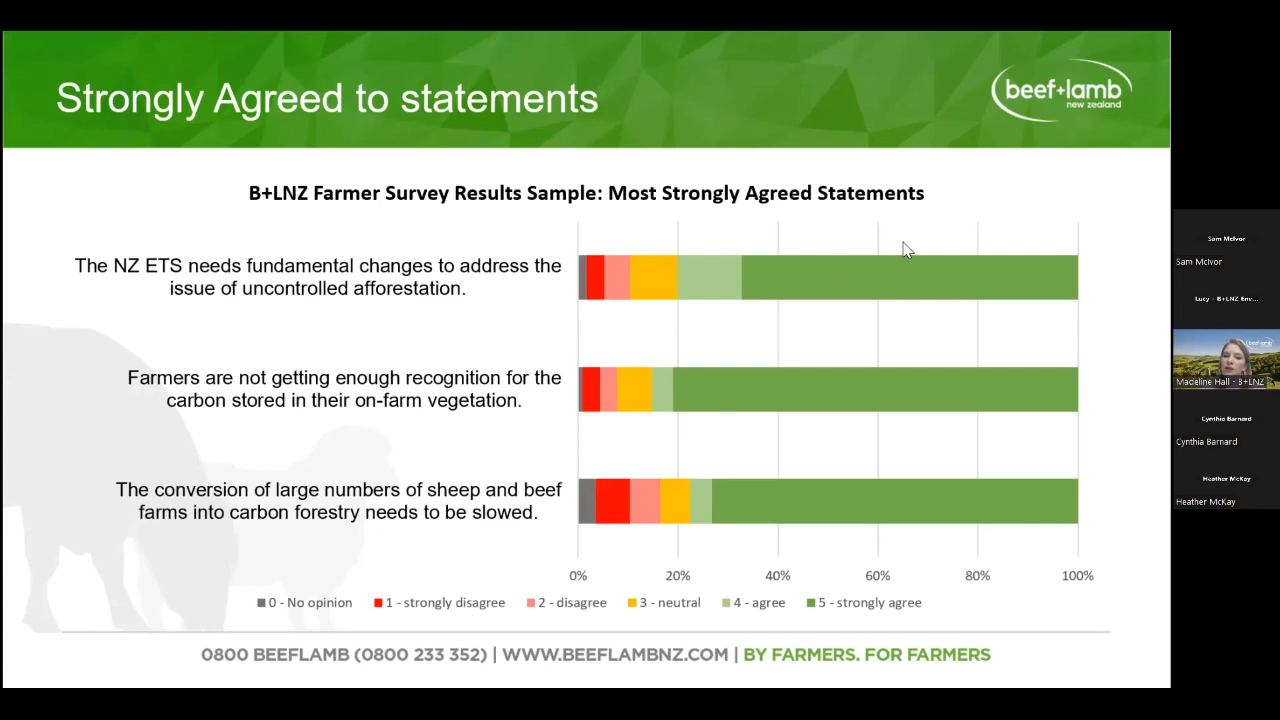 Strongly Agreed to statements
beef+lamb
new zealand
B+LNZ Farmer Survey Results Sample: Most Strongly Agreed Statements
The NZ ETS needs fundamental changes to address the
issue of uncontrolled afforestation.
Farmers are not getting enough recognition for the
carbon stored in their on-farm vegetation.
The conversion of large numbers of sheep and beef
farms into carbon forestry needs to be slowed.
0% 20% 40% 60% 80% 100%
0 - No opinion 1 - strongly disagree 2 - disagree 3 - neutral 4 - agree 5 - strongly agree
0800 BEEFLAMB (0800 233 352) | WWW.BEEFLAMBNZ.COM | BY FARMERS. FOR FARMERS
Sam McIvor
Sam McIvor
Lucy - B+LNZ Env...
beef+lamb
Madeline Hall - B+LNZ
Cynthia Barnard
Cynthia Barnard
Heather McKay
Heather McKay